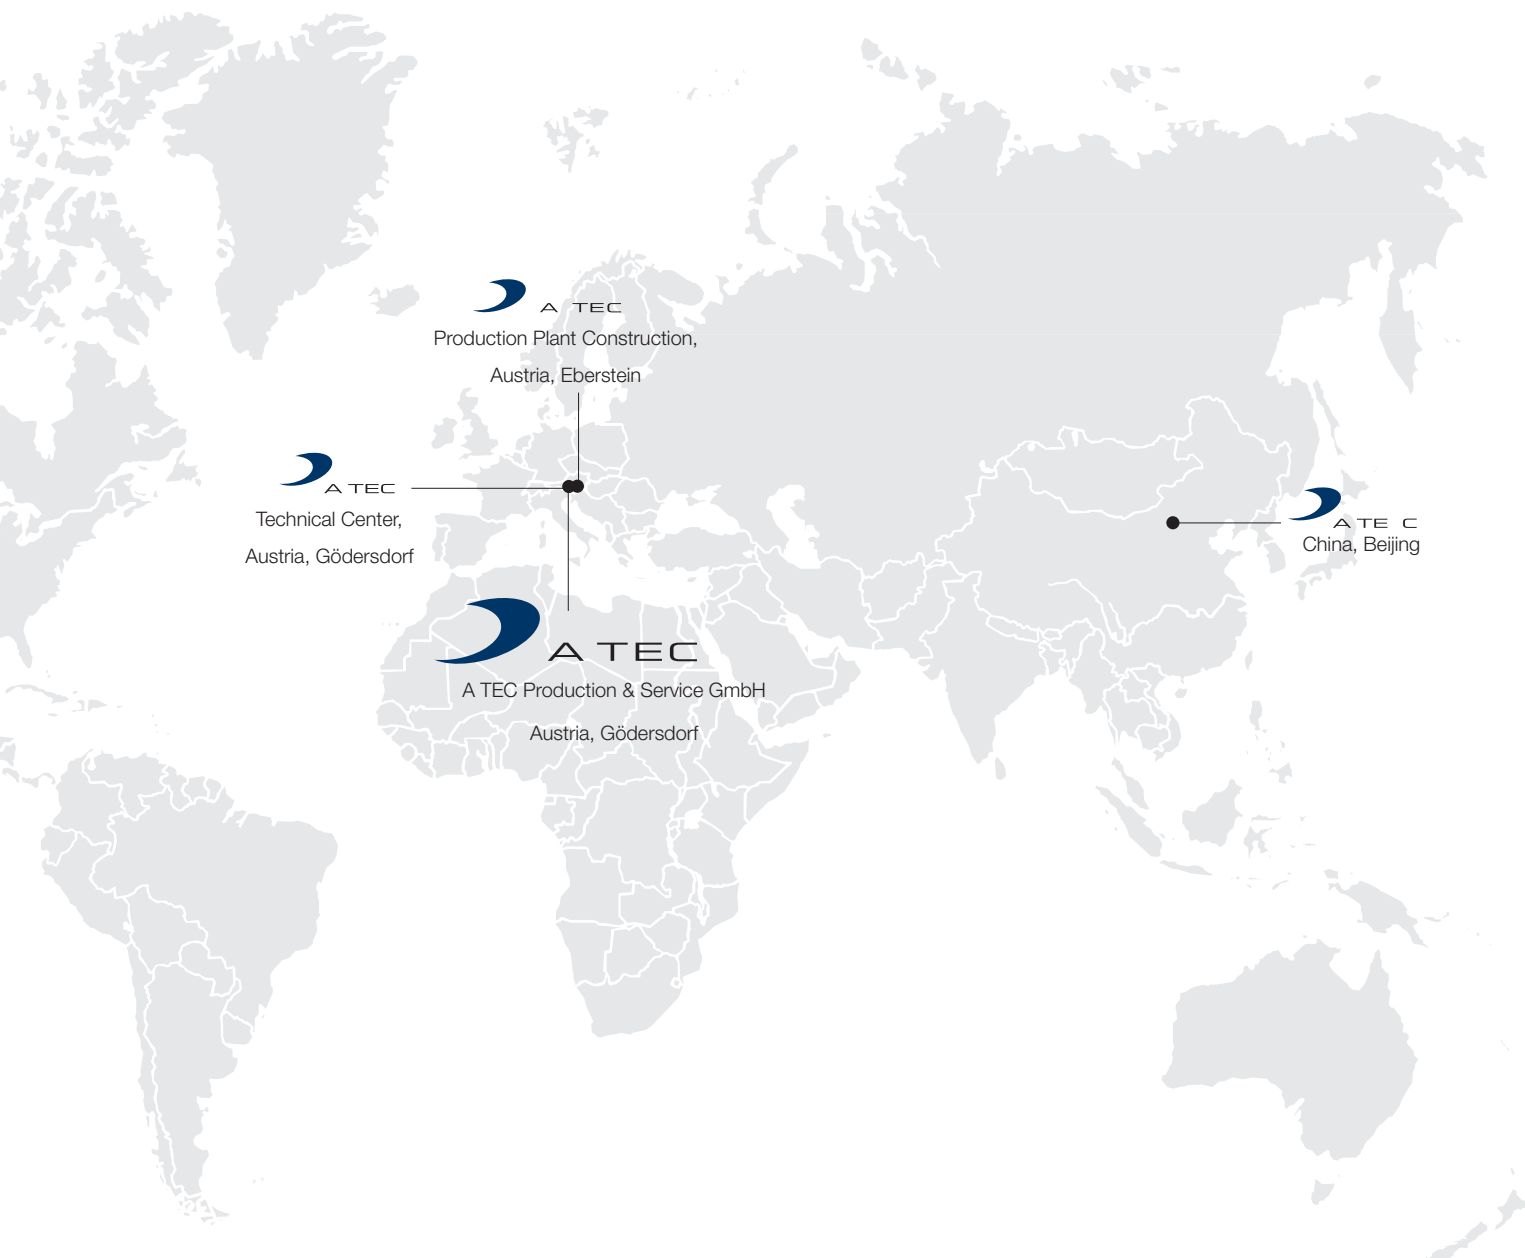 A TEC
Production Plant Construction,
Austria, Eberstein
A TEC
Technical Center,
Austria, Gödersdorf
A TE C
China, Beijing
A TEC
A TEC Production & Service GmbH
Austria, Gödersdorf